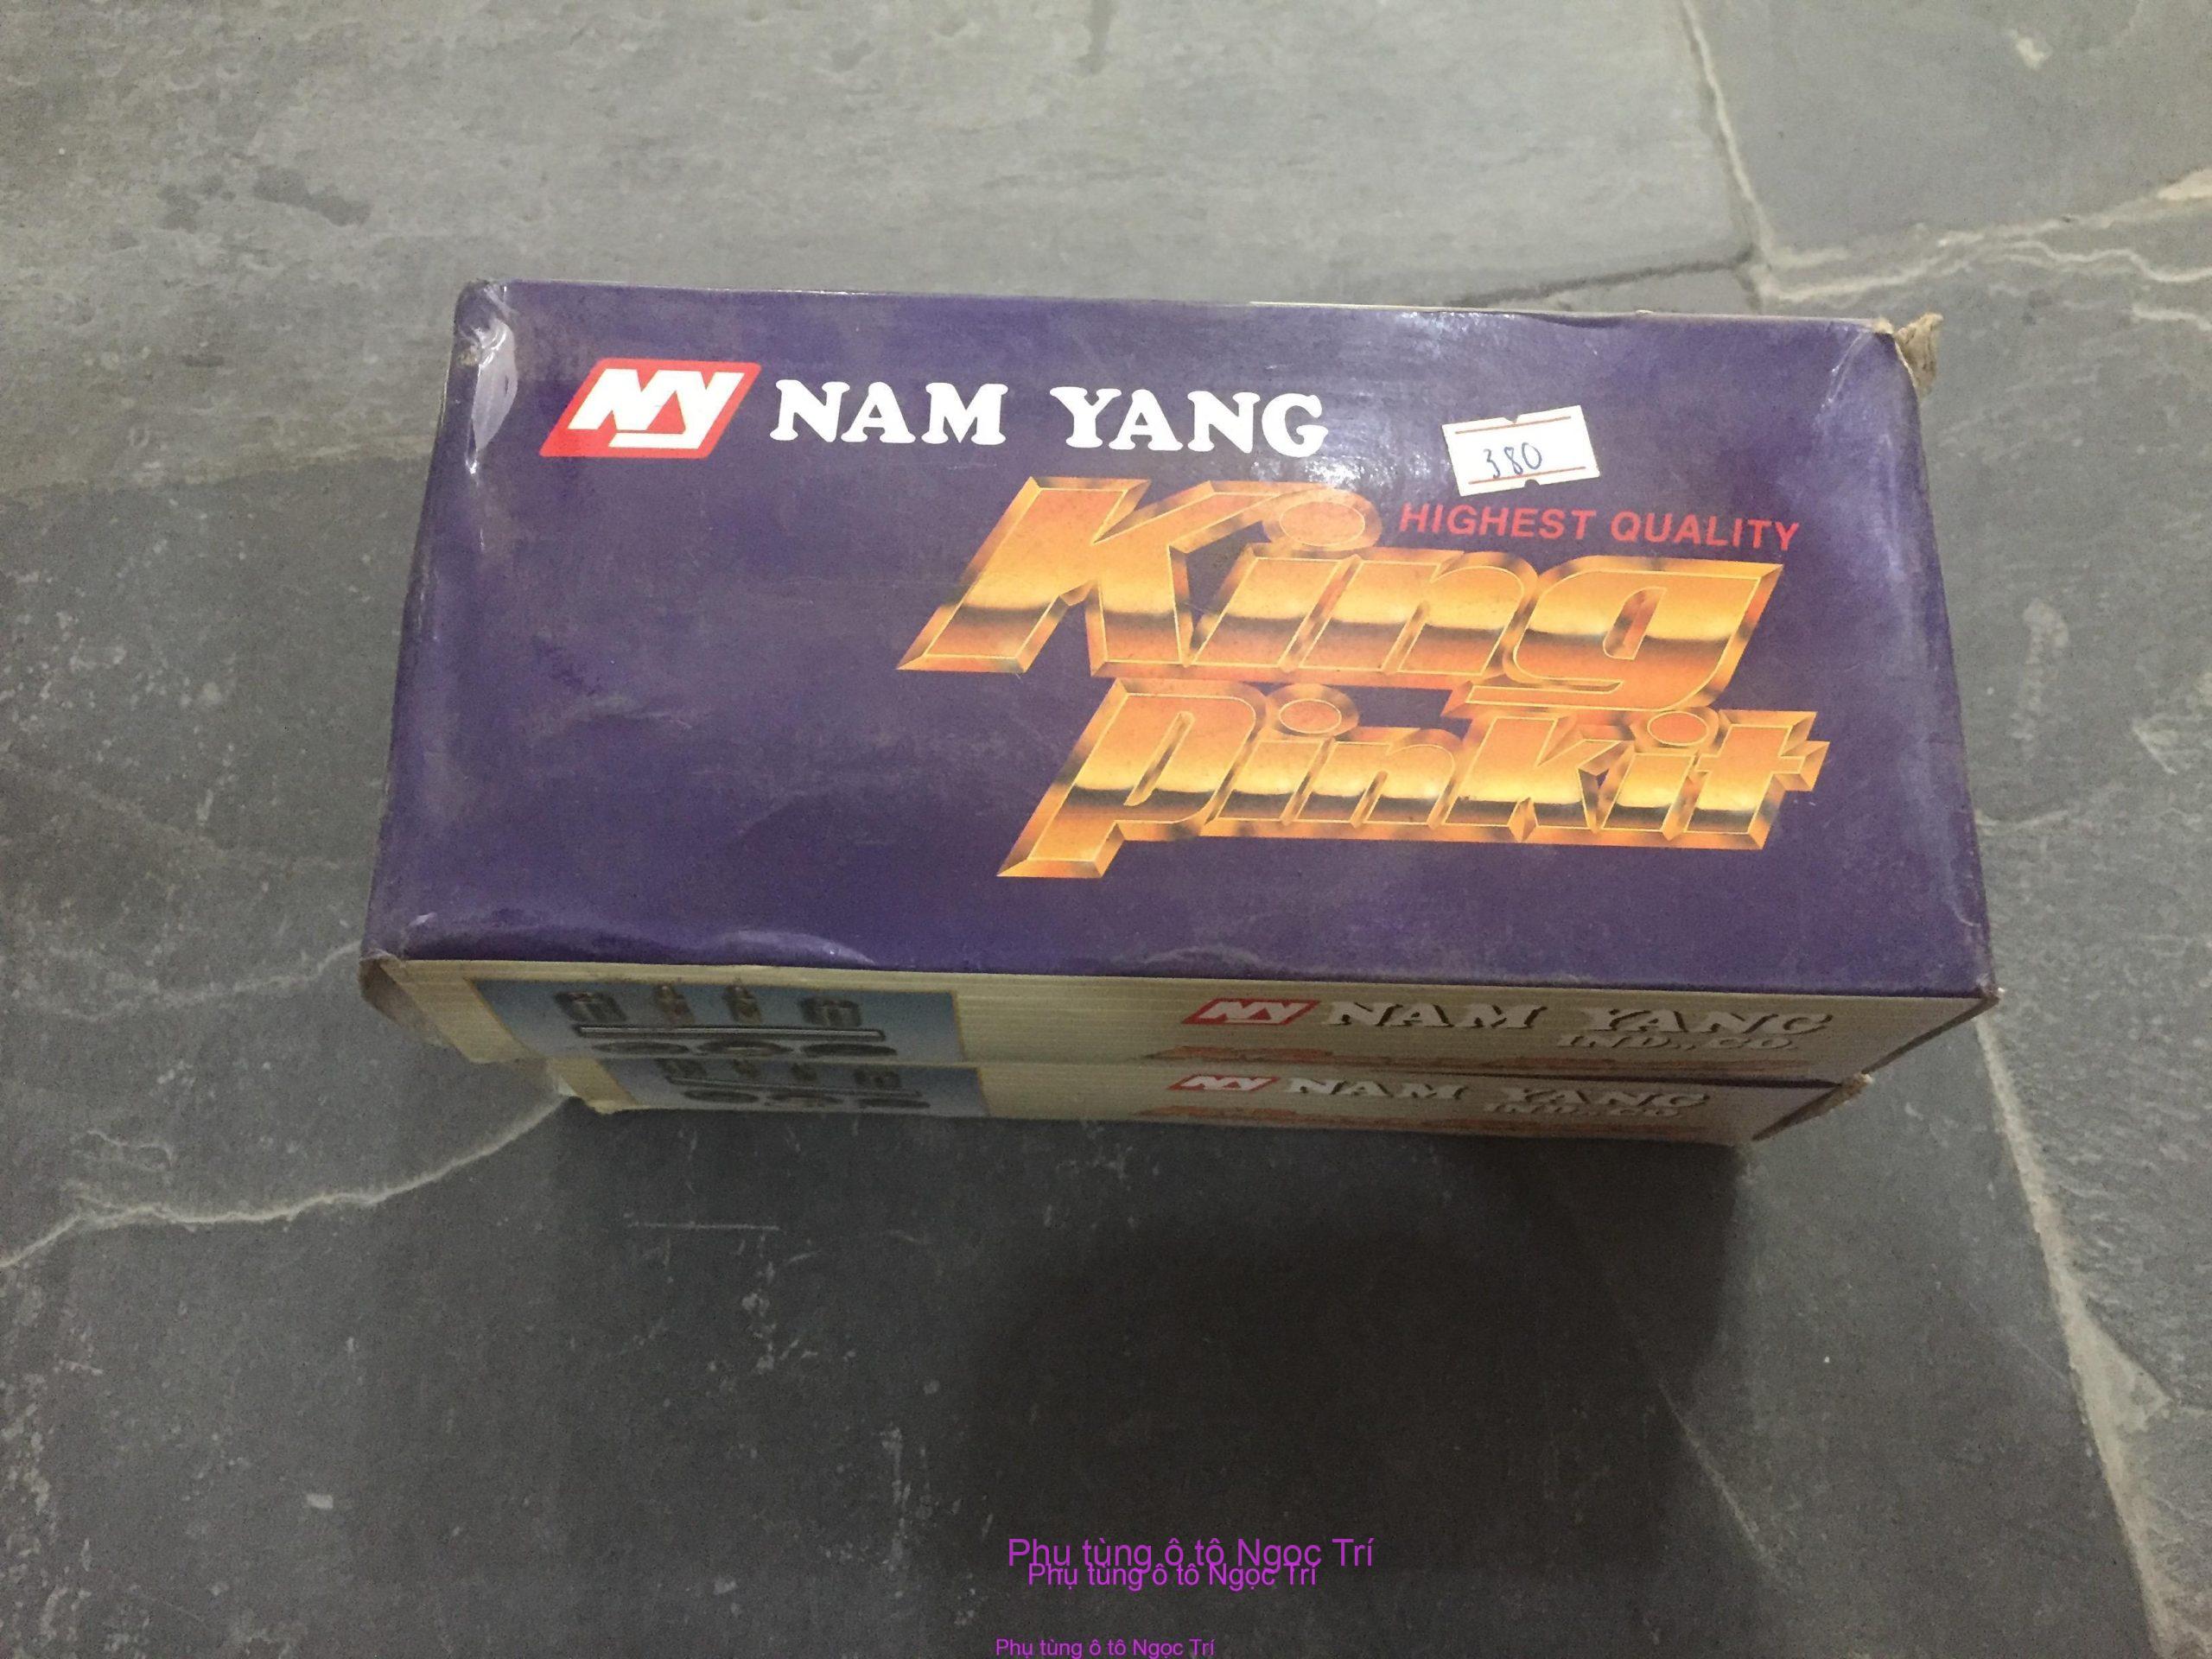 NY NAM YANG
380
HIGHEST QUALITY
King
pinkit
NY NAM YANG
IND., CO.
NY NAM YANG
IND., CO.
Phụ tùng ô tô Ngọc Trí
Phụ tùng ô tô Ngọc Trí
Phụ tùng ô tô Ngọc Trí